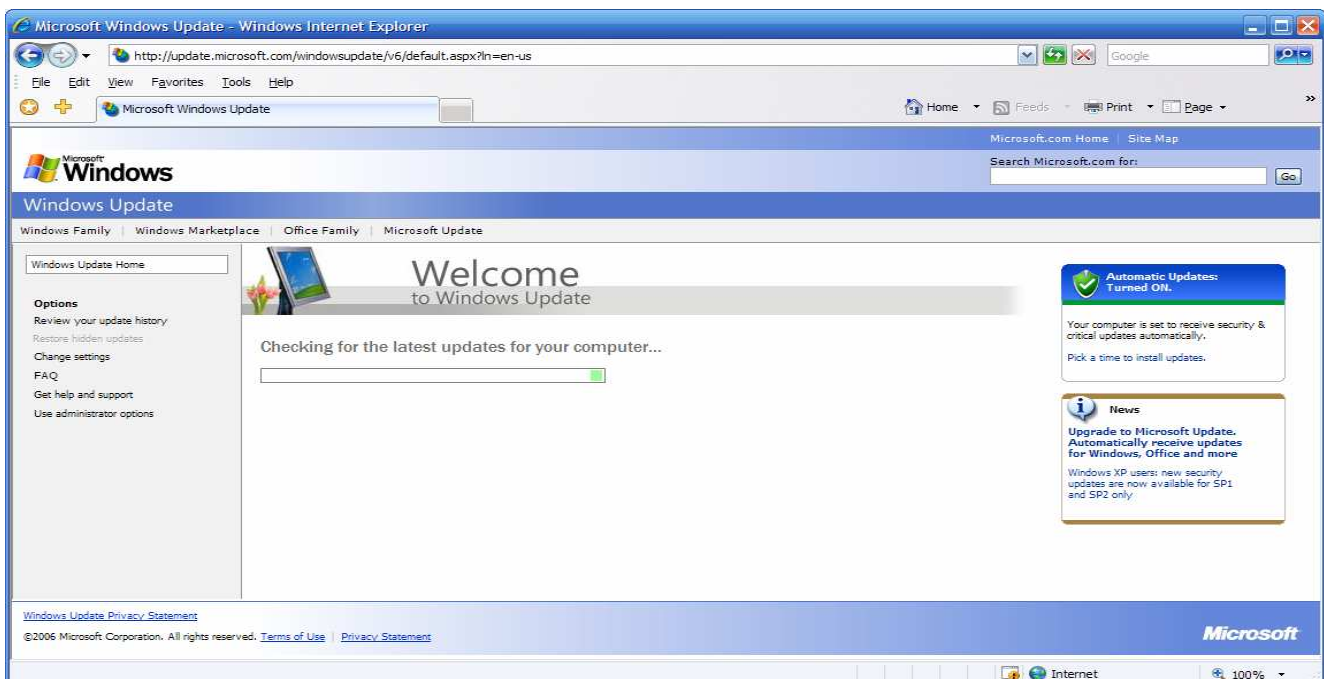 Microsoft Windows Update - Windows Internet Explorer
http://update.microsoft.com/windowsupdate/v6/default.aspx?ln=en-us
Google
File Edit View Favorites Tools Help
Microsoft Windows Update
Home Feeds Print Page »
Microsoft.com Home | Site Map
Microsoft
Windows
Search Microsoft.com for:
Go
Windows Update
Windows Family | Windows Marketplace | Office Family | Microsoft Update
Windows Update Home
Options
Review your update history
Restore hidden updates
Change settings
FAQ
Get help and support
Use administrator options
Welcome
to Windows Update
Checking for the latest updates for your computer...
Automatic Updates:
Turned ON.
Your computer is set to receive security &
critical updates automatically.
Pick a time to install updates.
News
Upgrade to Microsoft Update.
Automatically receive updates
for Windows, Office and more
Windows XP users: new security
updates are now available for SP1
and SP2 only
Windows Update Privacy Statement
©2006 Microsoft Corporation. All rights reserved. Terms of Use | Privacy Statement
Microsoft
Internet
100%